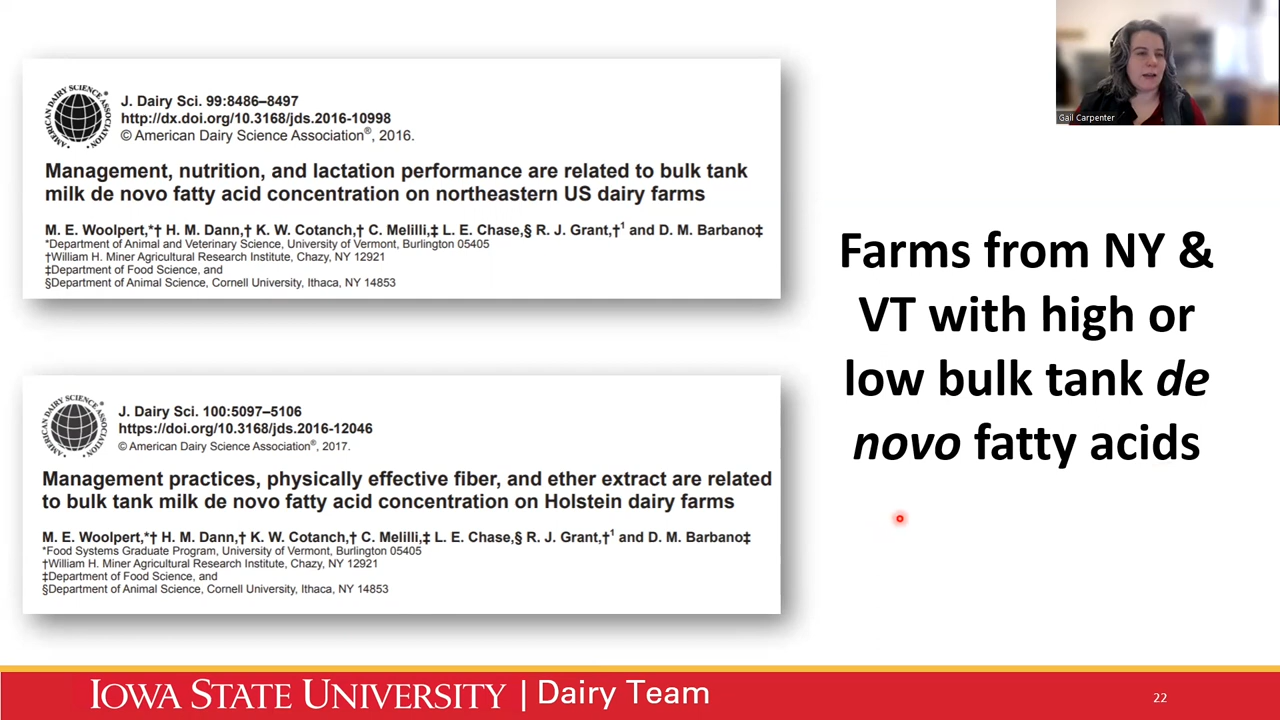 J. Dairy Sci. 99:8486–8497
http://dx.doi.org/10.3168/jds.2016-10998
© American Dairy Science Association®, 2016.
AMERICAN DAIRY SCIENCE ASSOCIATION®
Management, nutrition, and lactation performance are related to bulk tank
milk de novo fatty acid concentration on northeastern US dairy farms
M. E. Woolpert,*† H. M. Dann,† K. W. Cotanch,† C. Melilli,‡ L. E. Chase,§ R. J. Grant,†¹ and D. M. Barbano‡
*Department of Animal and Veterinary Science, University of Vermont, Burlington 05405
†William H. Miner Agricultural Research Institute, Chazy, NY 12921
‡Department of Food Science, and
§Department of Animal Science, Cornell University, Ithaca, NY 14853
J. Dairy Sci. 100:5097–5106
https://doi.org/10.3168/jds.2016-12046
© American Dairy Science Association®, 2017.
AMERICAN DAIRY SCIENCE ASSOCIATION®
Management practices, physically effective fiber, and ether extract are related
to bulk tank milk de novo fatty acid concentration on Holstein dairy farms
M. E. Woolpert,*† H. M. Dann,† K. W. Cotanch,† C. Melilli,‡ L. E. Chase,§ R. J. Grant,†¹ and D. M. Barbano‡
*Food Systems Graduate Program, University of Vermont, Burlington 05405
†William H. Miner Agricultural Research Institute, Chazy, NY 12921
‡Department of Food Science, and
§Department of Animal Science, Cornell University, Ithaca, NY 14853
Gail Carpenter
Farms from NY &
VT with high or
low bulk tank de
novo fatty acids
IOWA STATE UNIVERSITY | Dairy Team
22